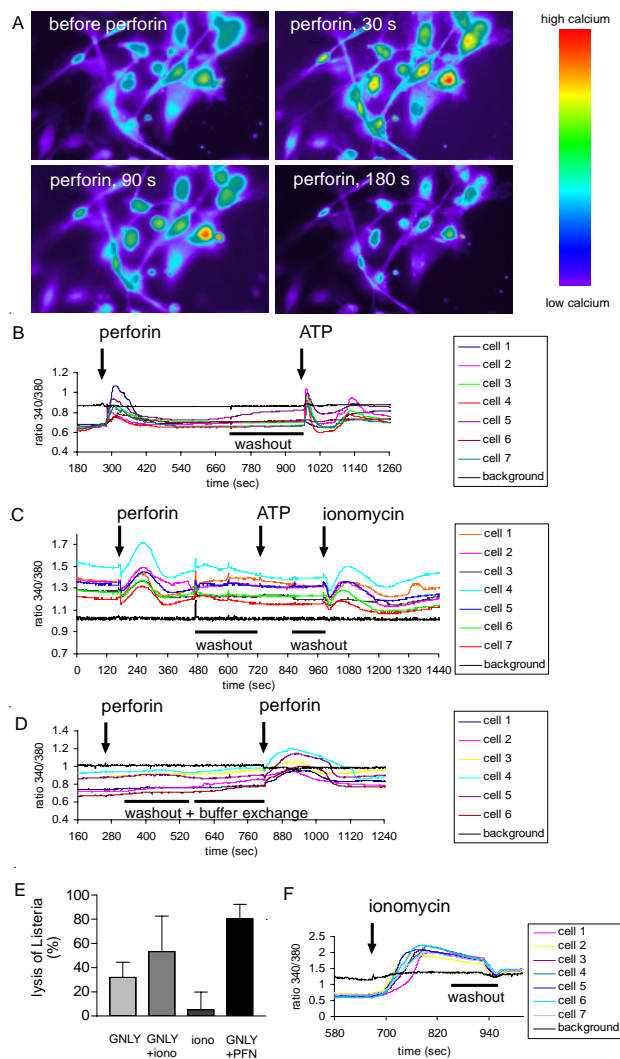 A
before perforin
perforin, 30 s
high calcium
perforin, 90 s
perforin, 180 s
low calcium
B
perforin
ATP
ratio 340/380
1.2
1
0.8
0.6
0.4
washout
180 300 420 540 660 780 900 1020 1140 1260
time (sec)
cell 1
cell 2
cell 3
cell 4
cell 5
cell 6
cell 7
background
C
perforin
ATP
ionomycin
ratio 340/380
1.7
1.5
1.3
1.1
0.9
0.7
washout
washout
0 120 240 360 480 600 720 840 960 1080 1200 1320 1440
time (sec)
cell 1
cell 2
cell 3
cell 4
cell 5
cell 6
cell 7
background
D
perforin
perforin
ratio 340/380
1.4
1.2
1
0.8
0.6
0.4
washout + buffer exchange
160 280 400 520 640 760 880 1000 1120 1240
time (sec)
cell 1
cell 2
cell 3
cell 4
cell 5
cell 6
background
E
lysis of Listeria
(%)
100
80
60
40
20
0
GNLY
GNLY
+iono
iono
GNLY
+PFN
F
ionomycin
ratio 340/380
2.5
2
1.5
1
0.5
0
washout
580 700 820 940
time (sec)
cell 1
cell 2
cell 3
cell 4
cell 5
cell 6
cell 7
background